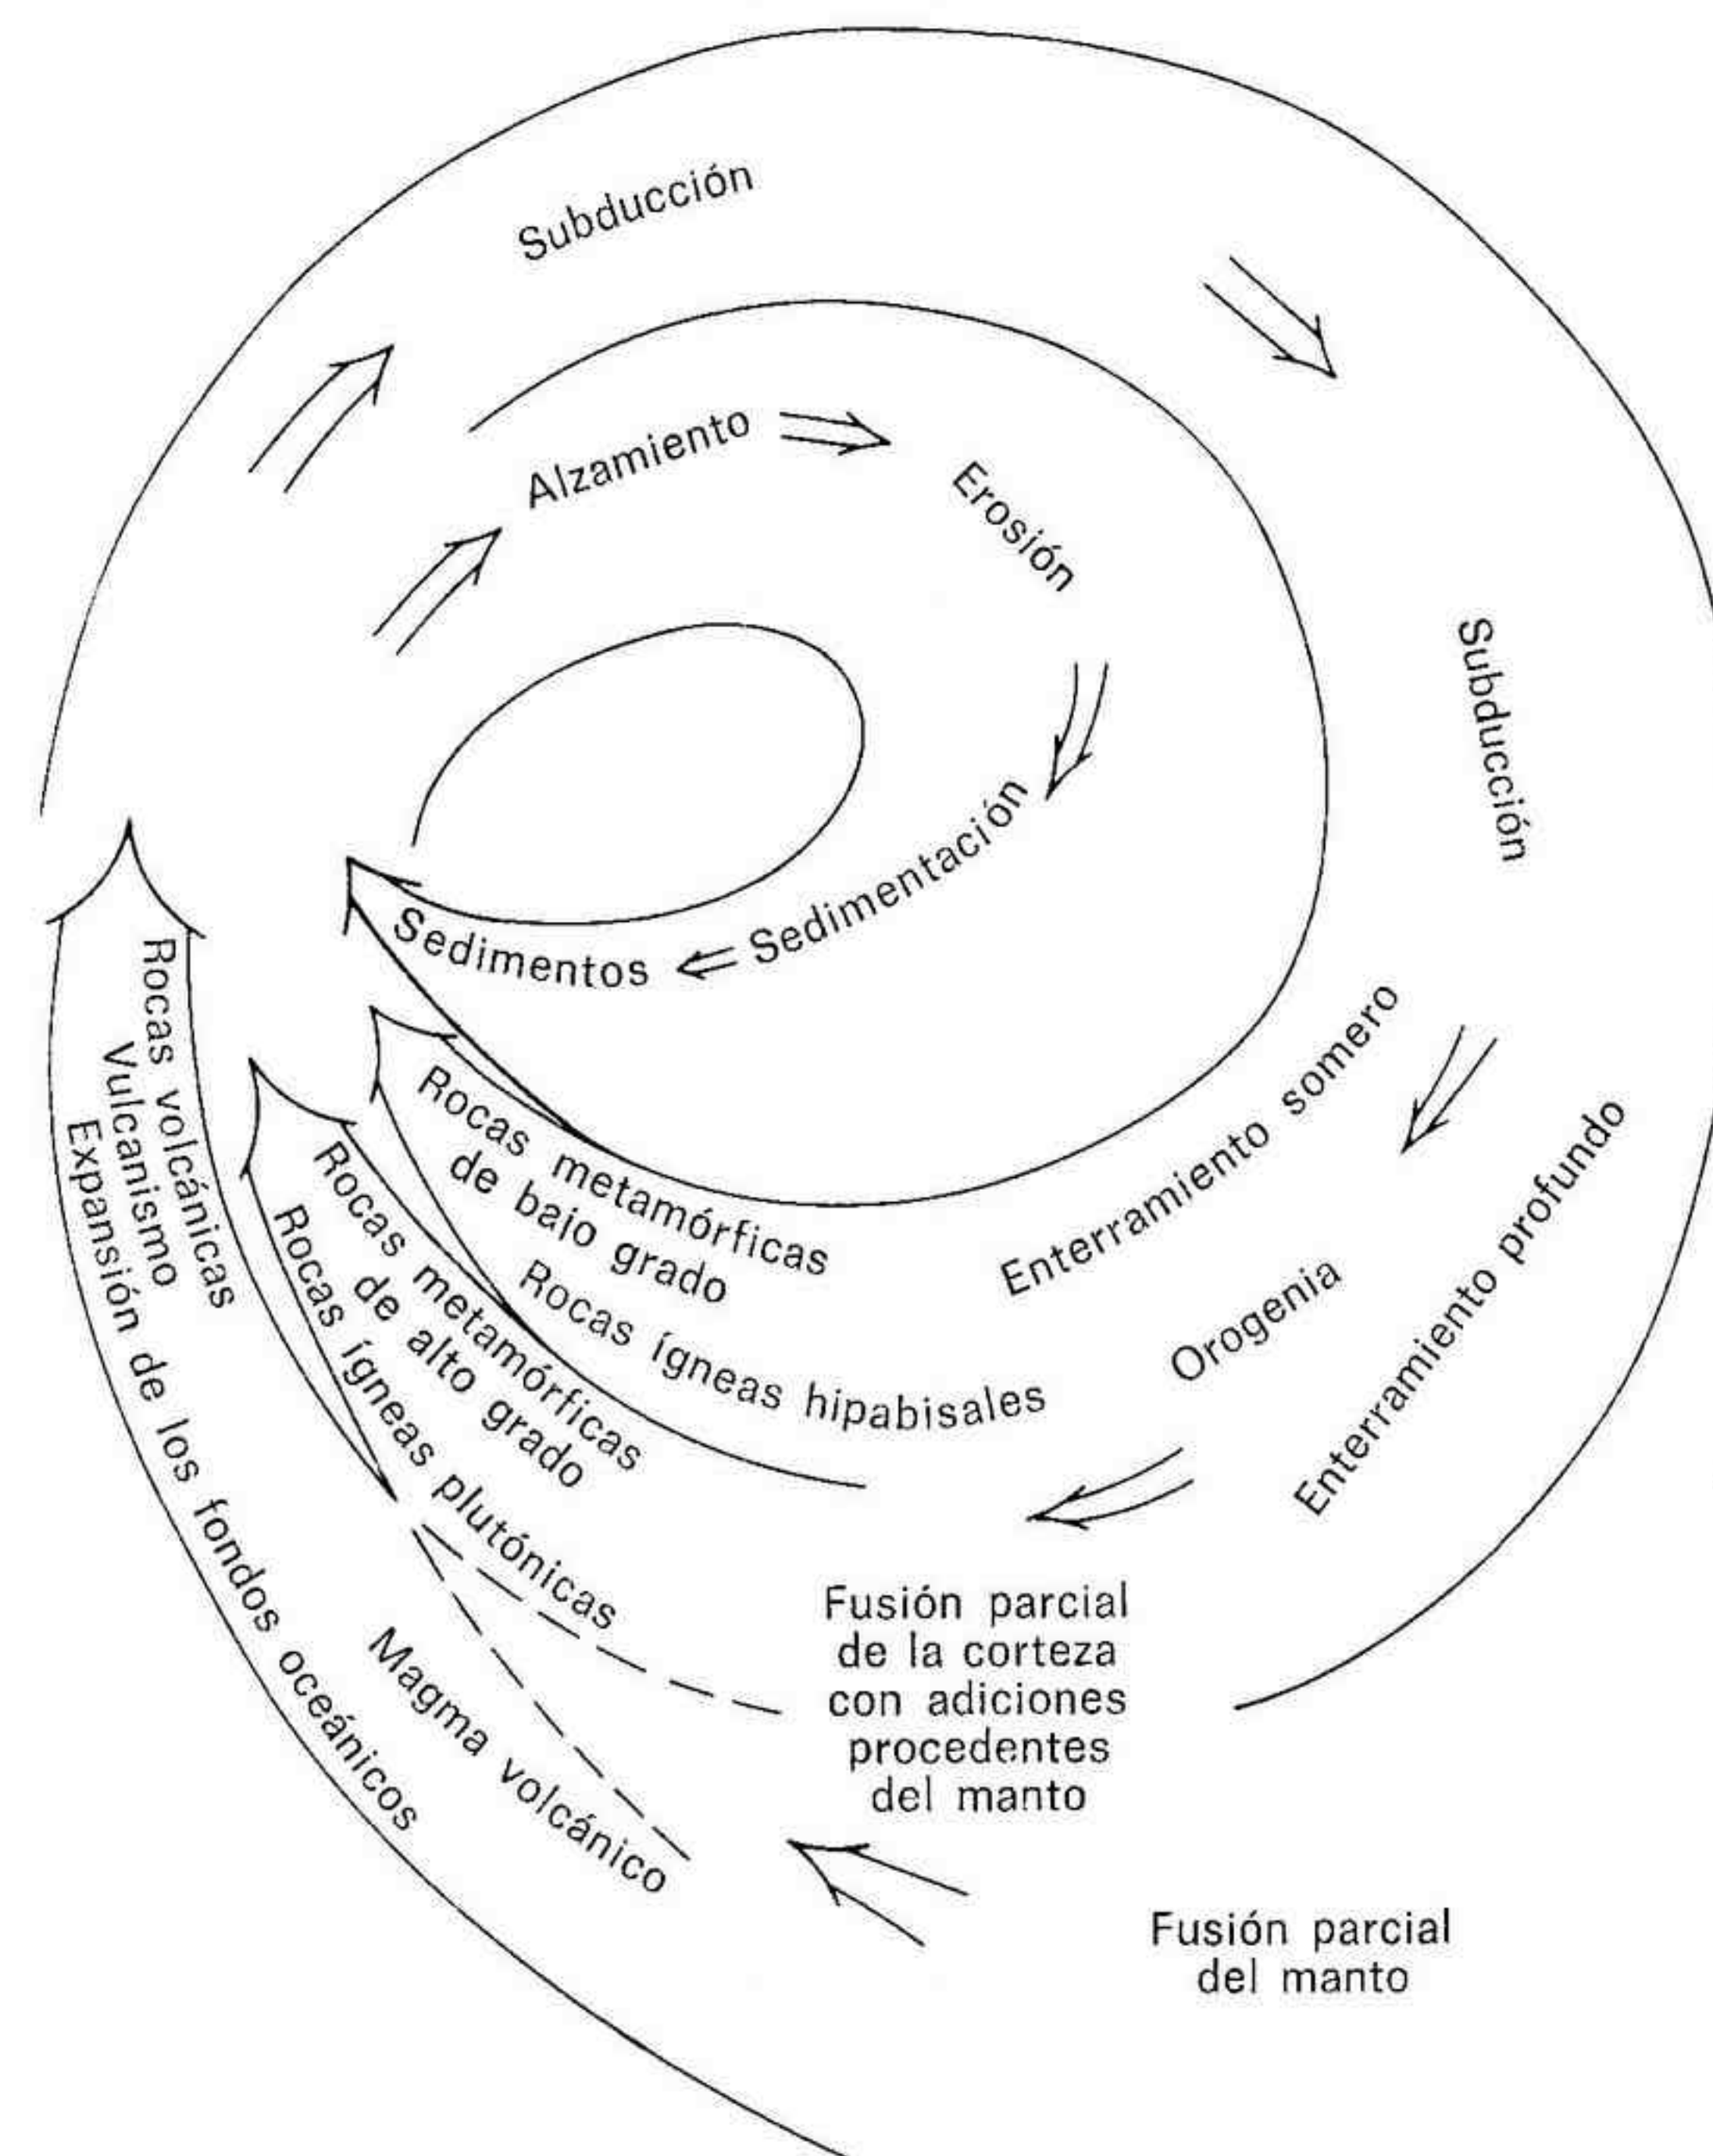 Subducción
Alzamiento
Erosión
Subducción
Sedimentación
Sedimentos
Enterramiento somero
Orogenia
Enterramiento profundo
Rocas metamórficas
de bajo grado
Rocas ígneas hipabisales
Rocas metamórficas
de alto grado
Rocas ígneas plutónicas
Rocas volcánicas
Vulcanismo
Expansión de los fondos oceánicos
Magma volcánico
Fusión parcial
de la corteza
con adiciones
procedentes
del manto
Fusión parcial
del manto